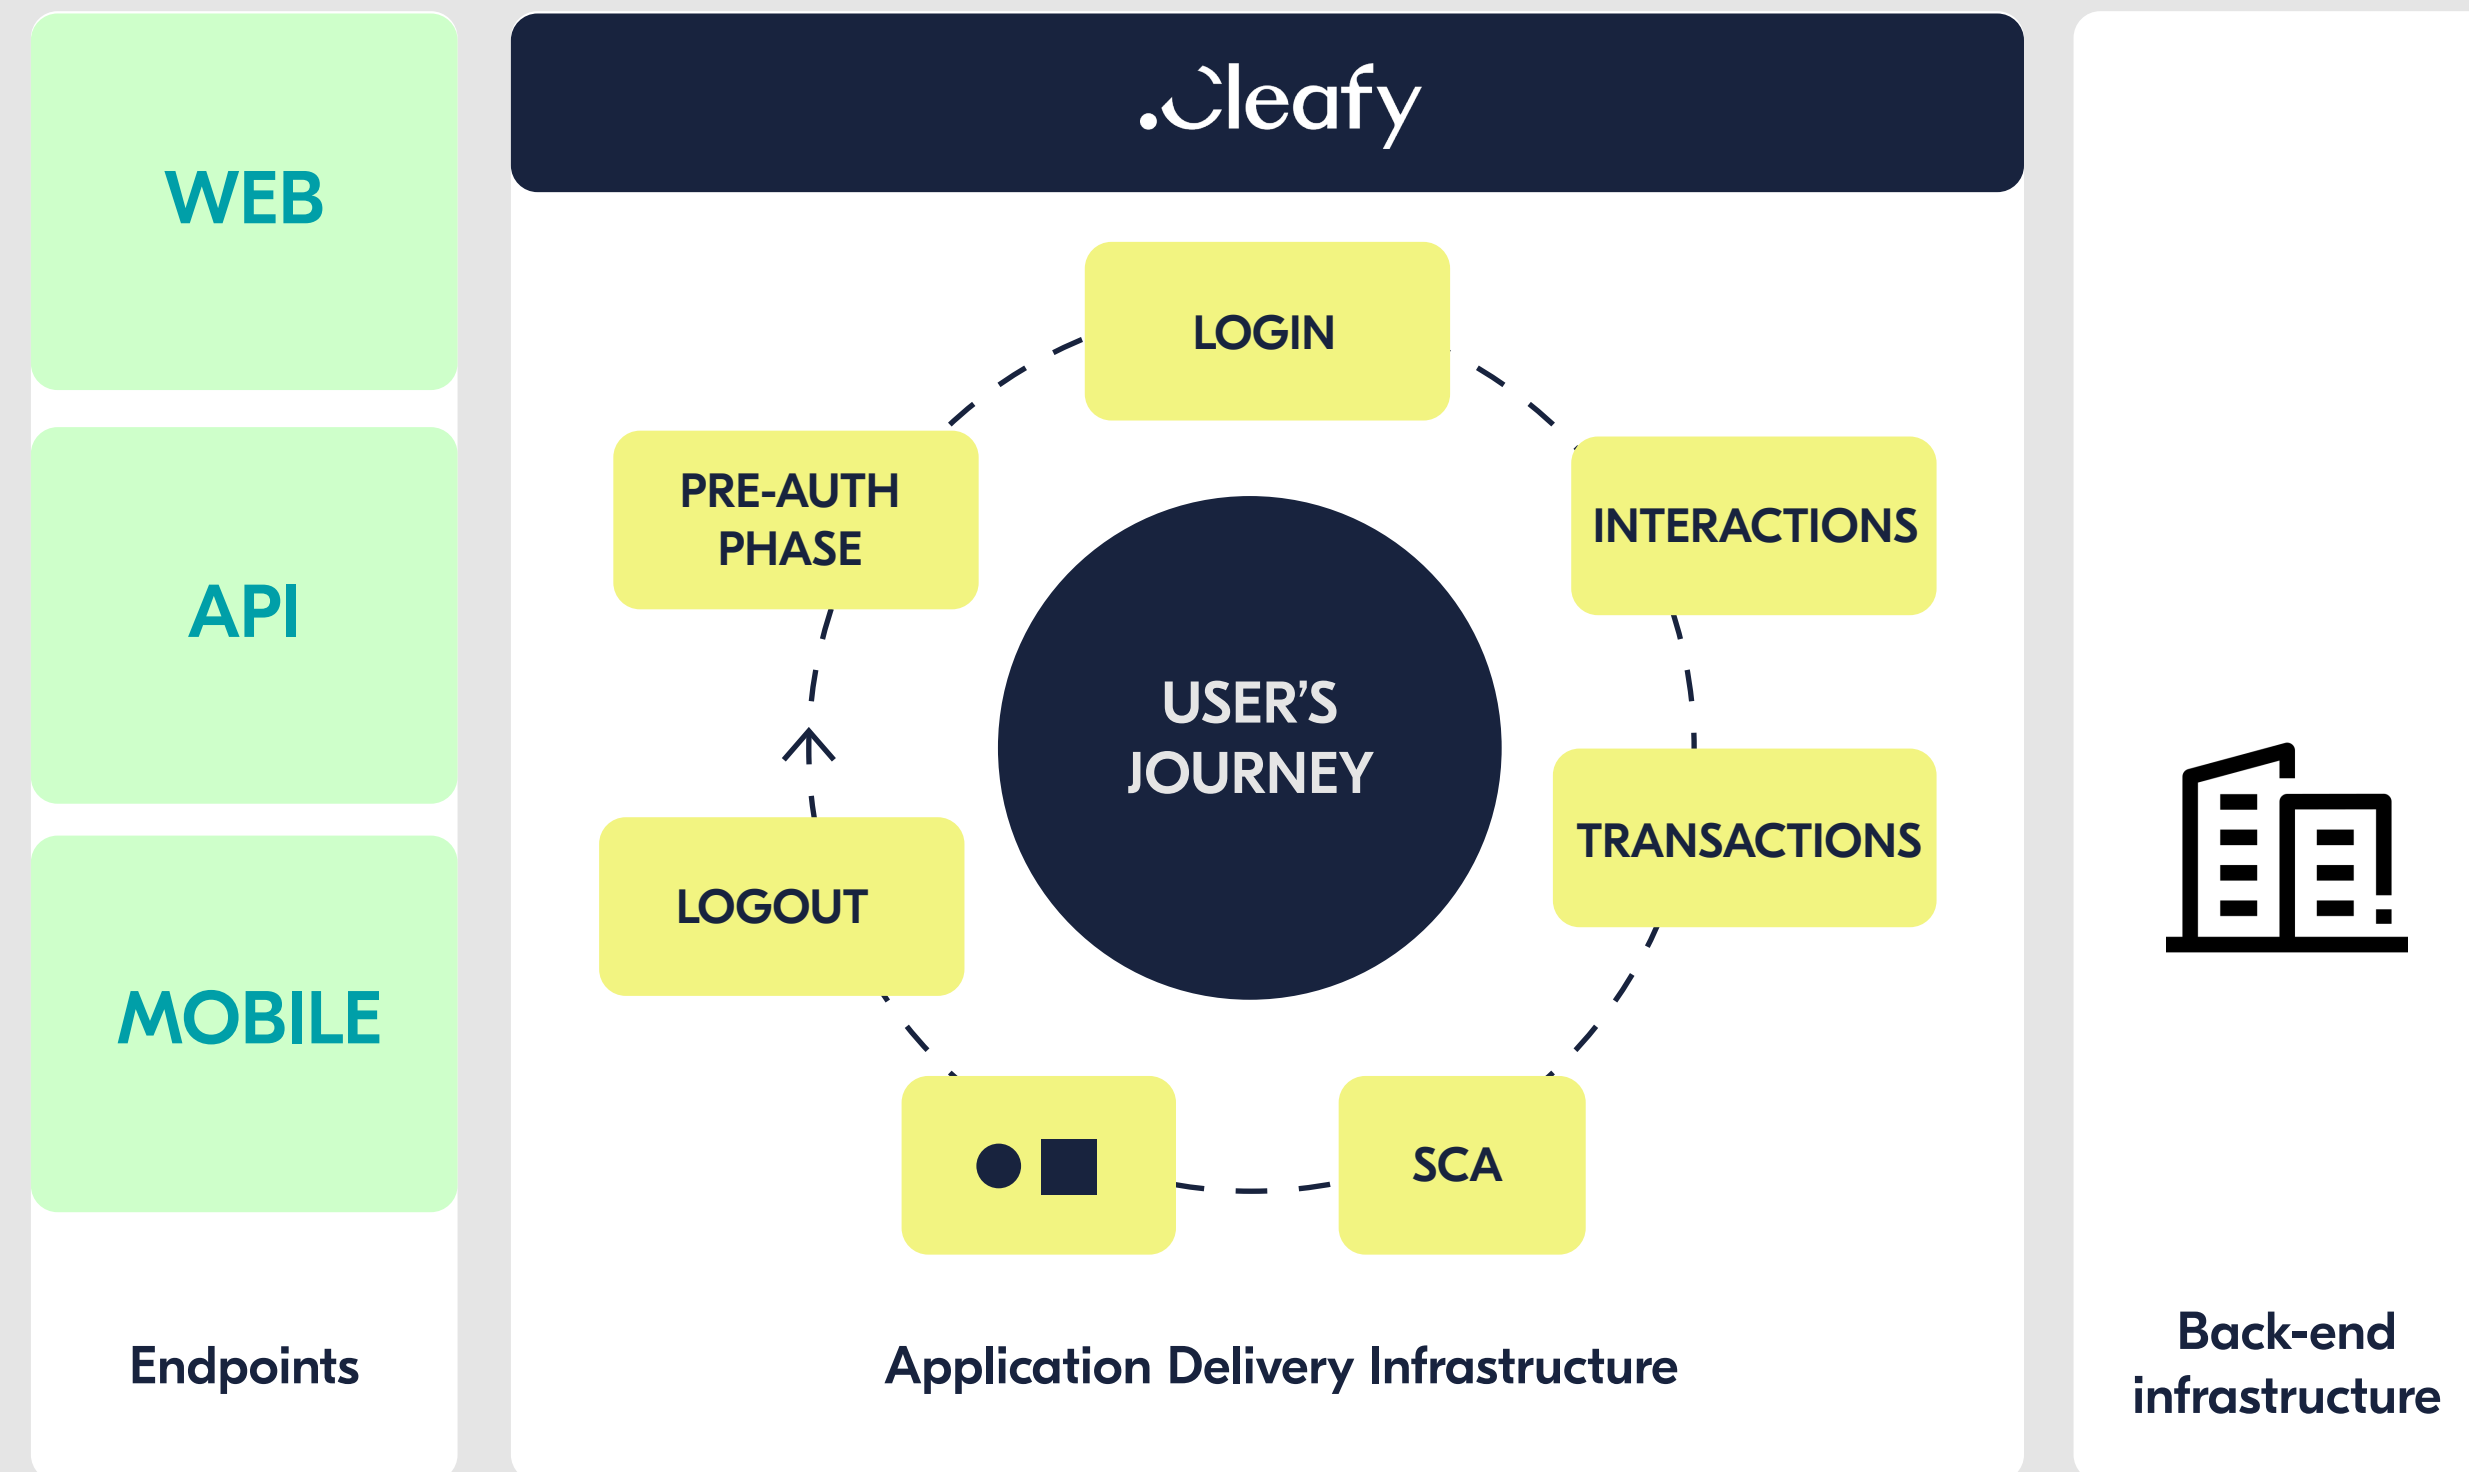 WEB
API
MOBILE
Endpoints
Cleafy
LOGIN
PRE-AUTH
PHASE
INTERACTIONS
USER'S
JOURNEY
TRANSACTIONS
LOGOUT
SCA
Application Delivery Infrastructure
Back-end
infrastructure